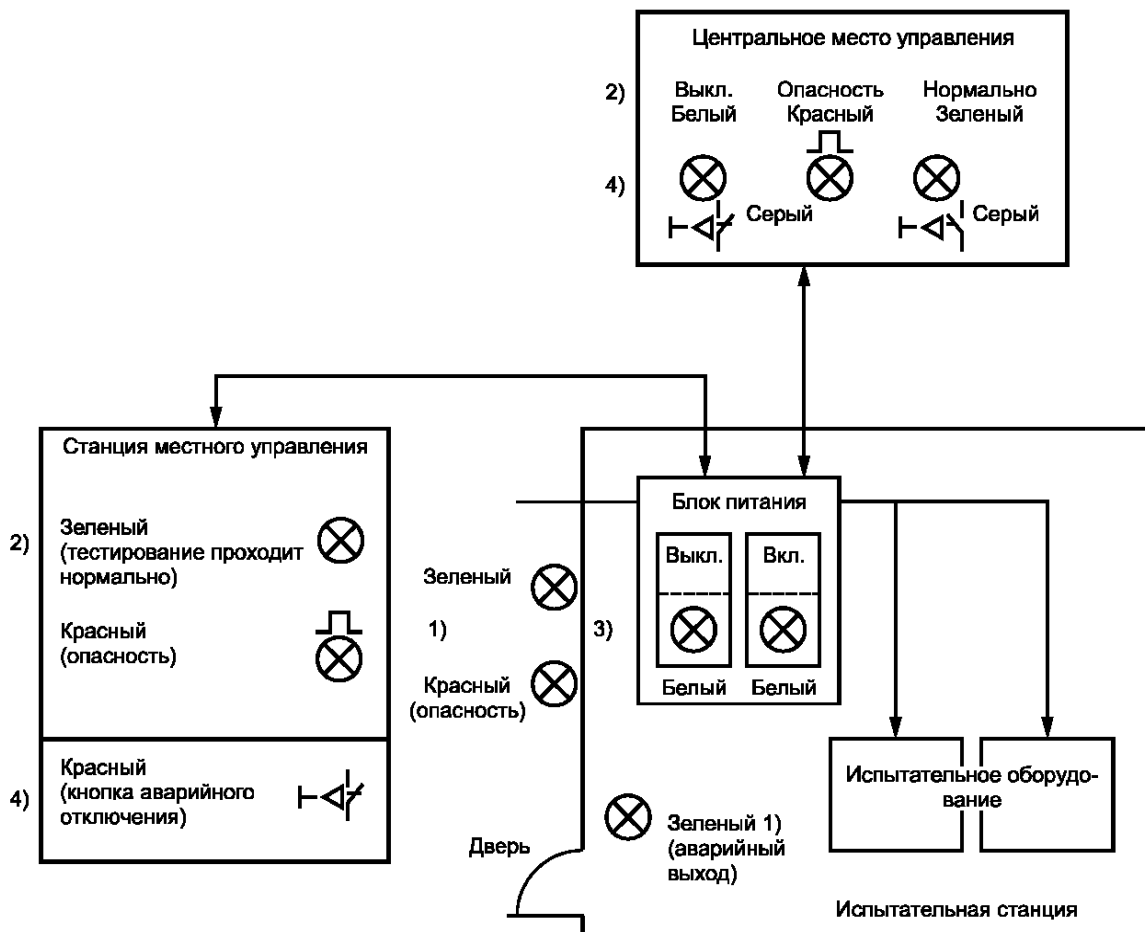 Центральное место управления
2)
Выкл.
Белый
Опасность
Красный
Нормально
Зеленый
4)
Серый
Серый
Станция местного управления
2)
Зеленый
(тестирование проходит
нормально)
Красный
(опасность)
4)
Красный
(кнопка аварийного
отключения)
Зеленый
1)
Красный
(опасность)
3)
Блок питания
Выкл.
Вкл.
Белый
Белый
Дверь
Зеленый 1)
(аварийный
выход)
Испытательное оборудо-
вание
Испытательная станция